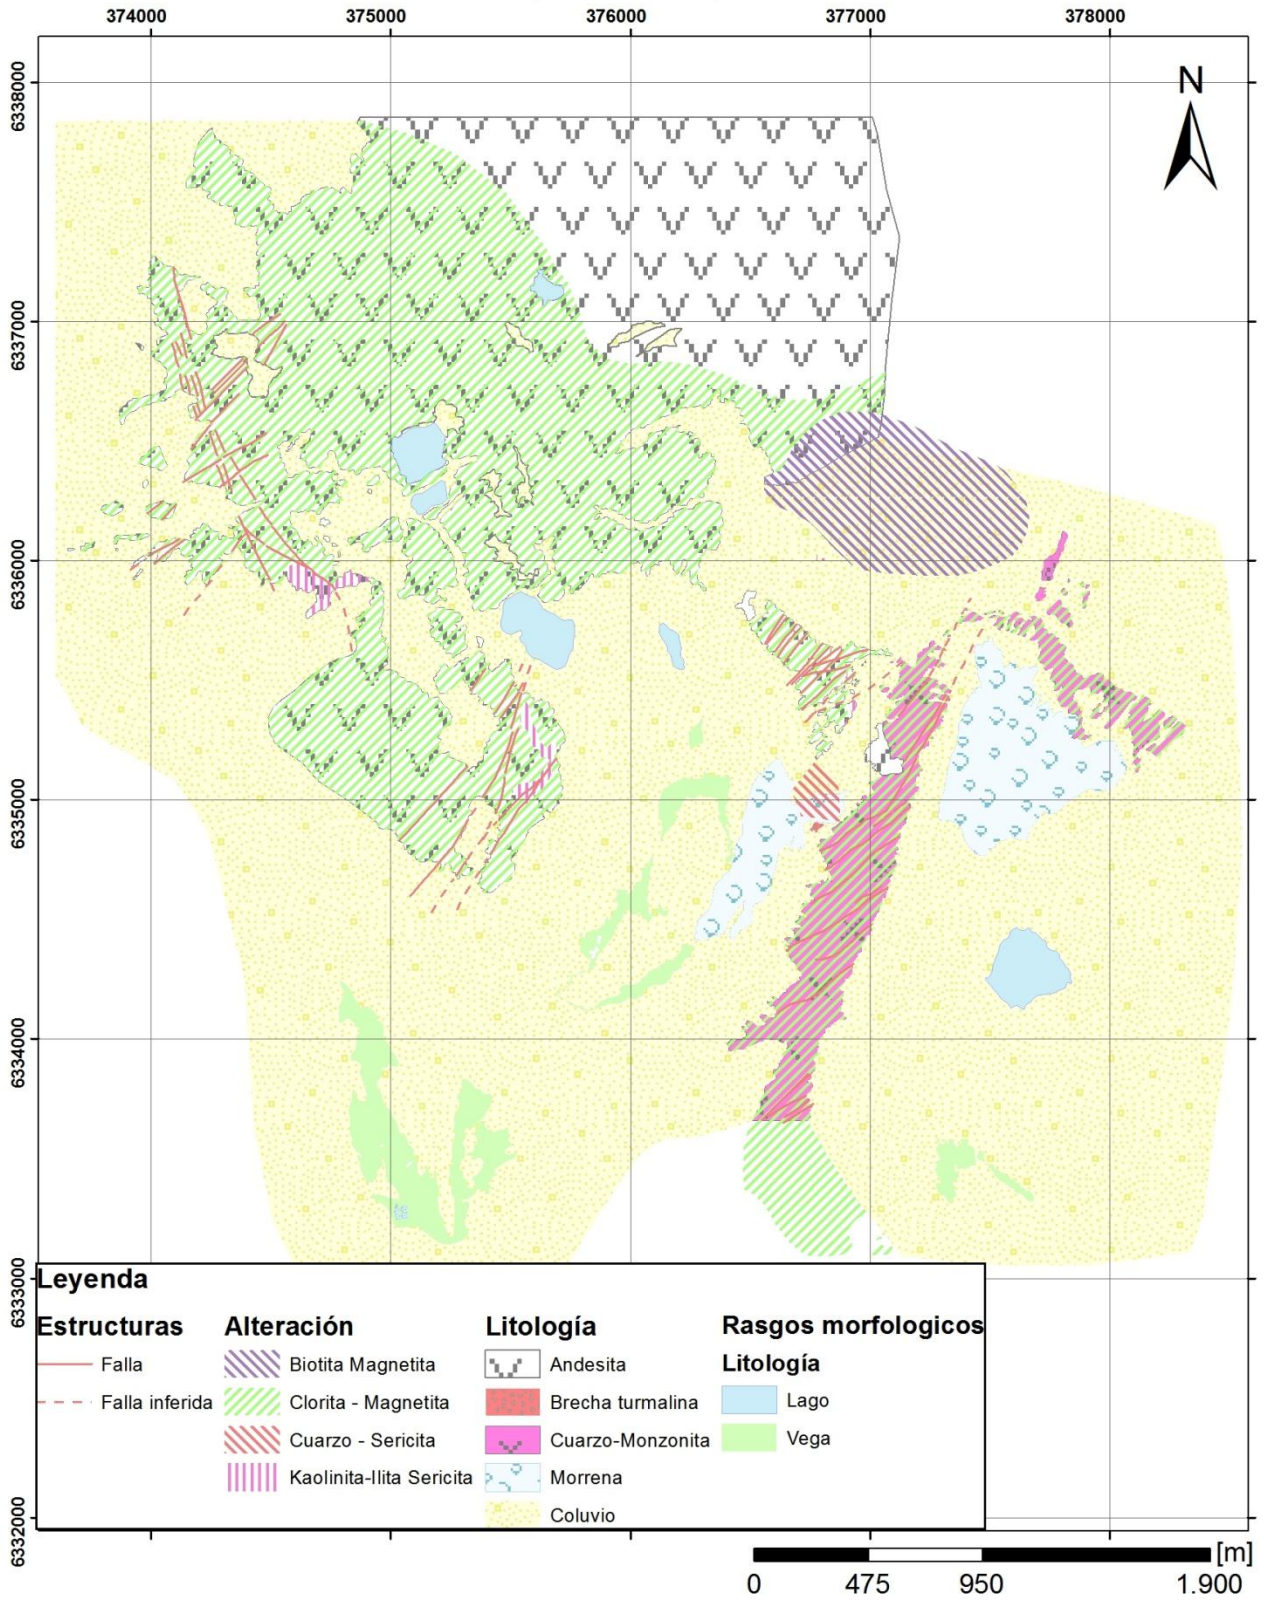 374000 375000 376000 377000 378000
N
6338000
6337000
6336000
6335000
6334000
6333000
6332000
Leyenda
Estructuras
Falla
Falla inferida
Alteración
Biotita Magnetita
Clorita - Magnetita
Cuarzo - Sericita
Kaolinita-Ilita Sericita
Litología
Andesita
Brecha turmalina
Cuarzo-Monzonita
Morrena
Coluvio
Rasgos morfologicos
Litología
Lago
Vega
[m]
0 475 950 1.900